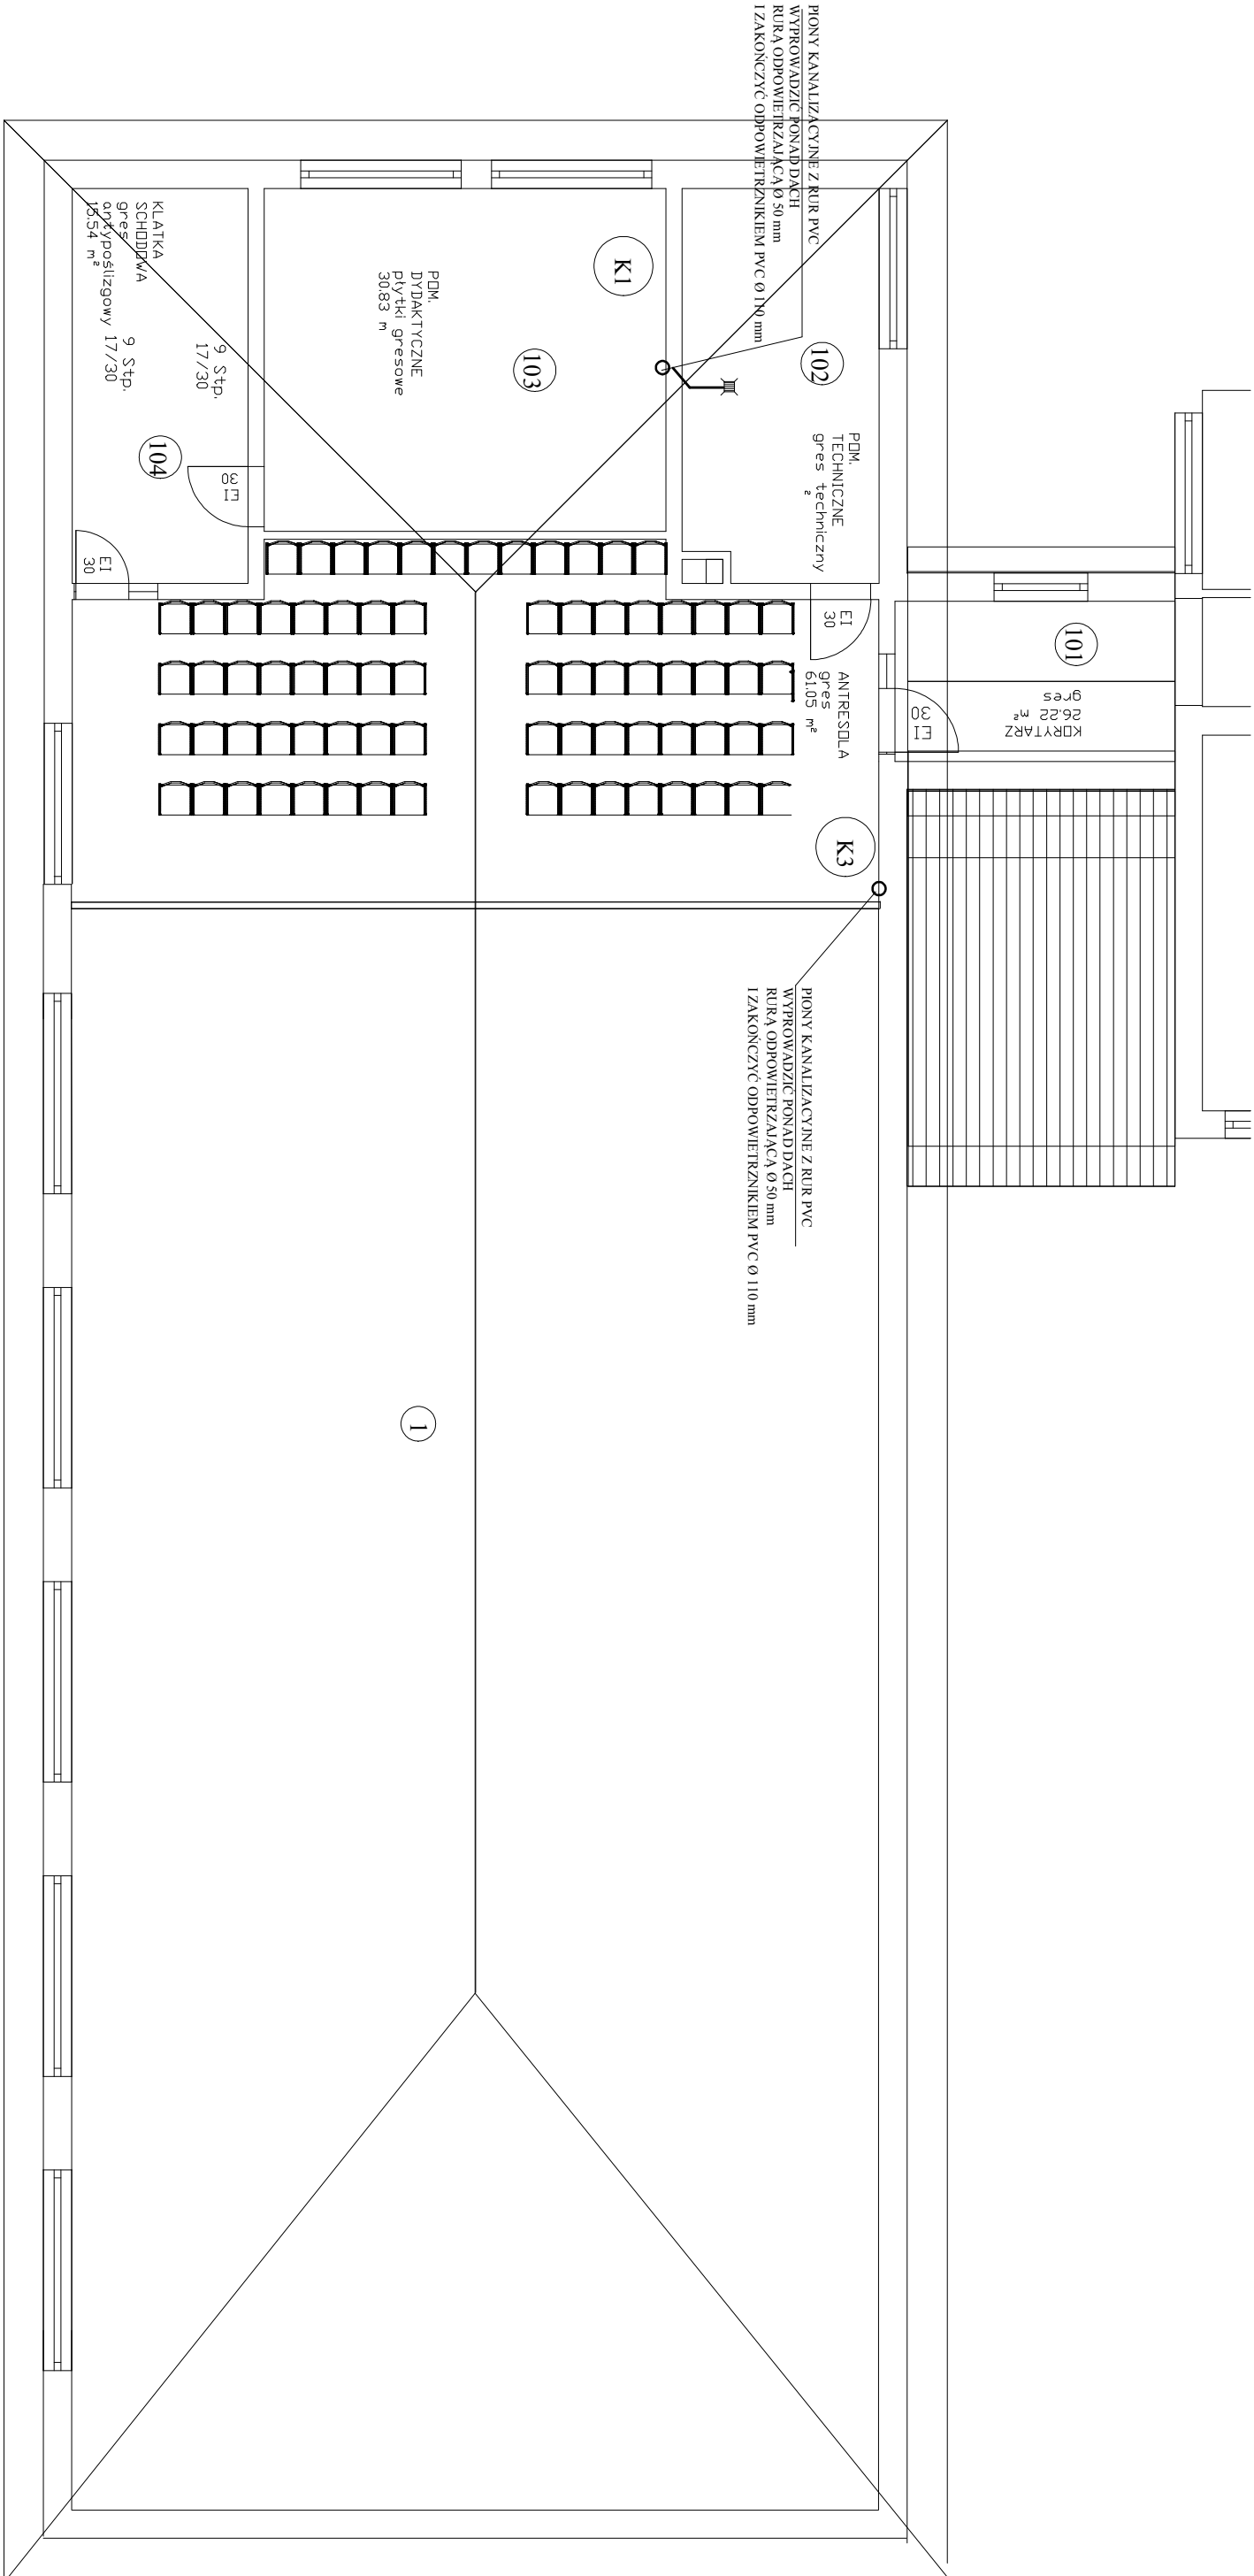 PIONY KANALIZACYJNE Z RUR PVC
WYPROWADZIĆ PONAD DACH
RURĄ ODPOWIETRZAJĄCĄ Ø 50 mm
I ZAKOŃCZYĆ ODPOWIETRZNIKIEM PVC Ø 110 mm
KLATKA
SCHODOWA
gres
antypoślizgowy
15.54 m²
9 Stp.
17/30
9 Stp.
17/30
104
EI
30
EI
30
POM.
DYDAKTYCZNE
płytki gresowe
30.83 m
103
K1
102
POM.
TECHNICZNE
gres techniczny
²
EI
30
101
KORYTARZ
26.22 m²
gres
EI
30
ANTRESOLA
gres
61.05 m²
K3
PIONY KANALIZACYJNE Z RUR PVC
WYPROWADZIĆ PONAD DACH
RURĄ ODPOWIETRZAJĄCĄ Ø 50 mm
I ZAKOŃCZYĆ ODPOWIETRZNIKIEM PVC Ø 110 mm
1